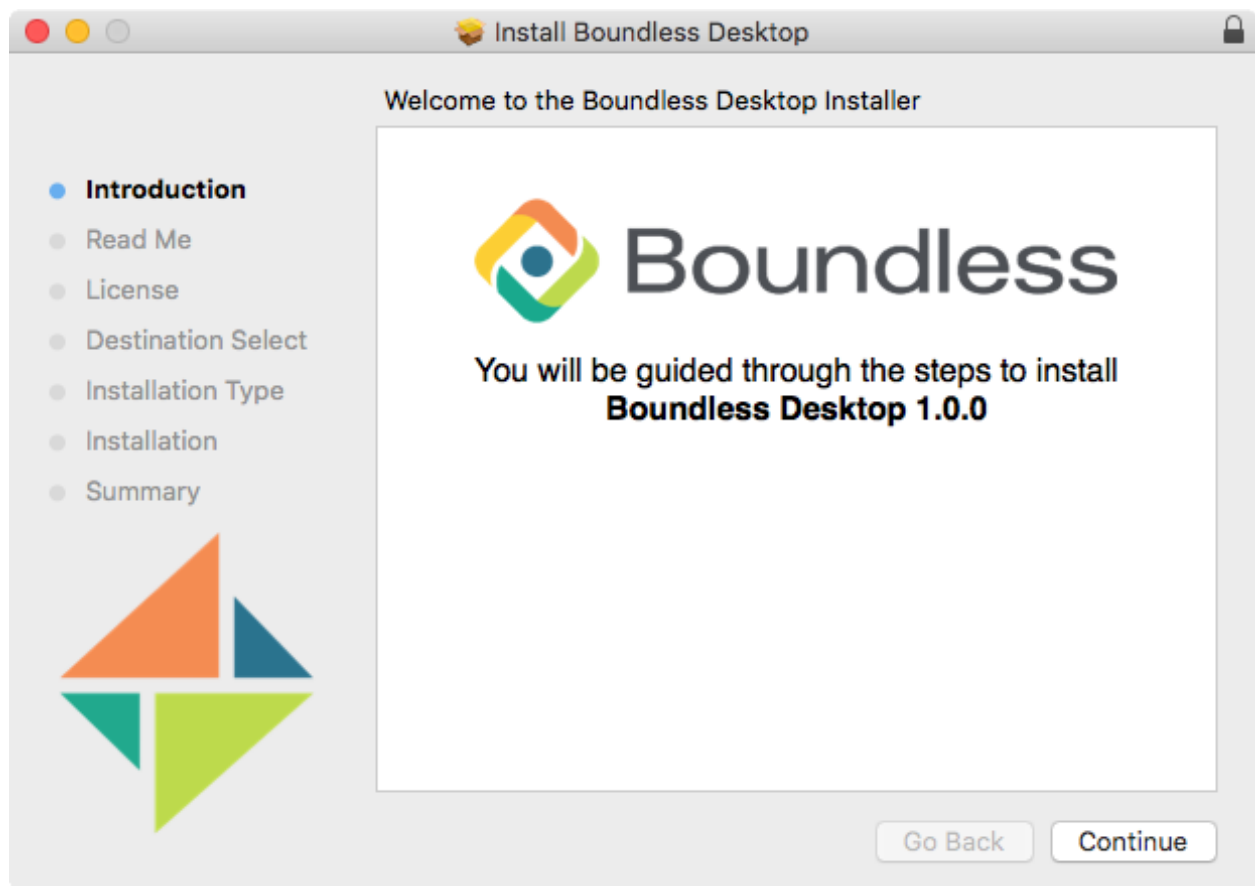 Install Boundless Desktop
Welcome to the Boundless Desktop Installer
Introduction
Read Me
License
Destination Select
Installation Type
Installation
Summary
Boundless
You will be guided through the steps to install
Boundless Desktop 1.0.0
Go Back
Continue